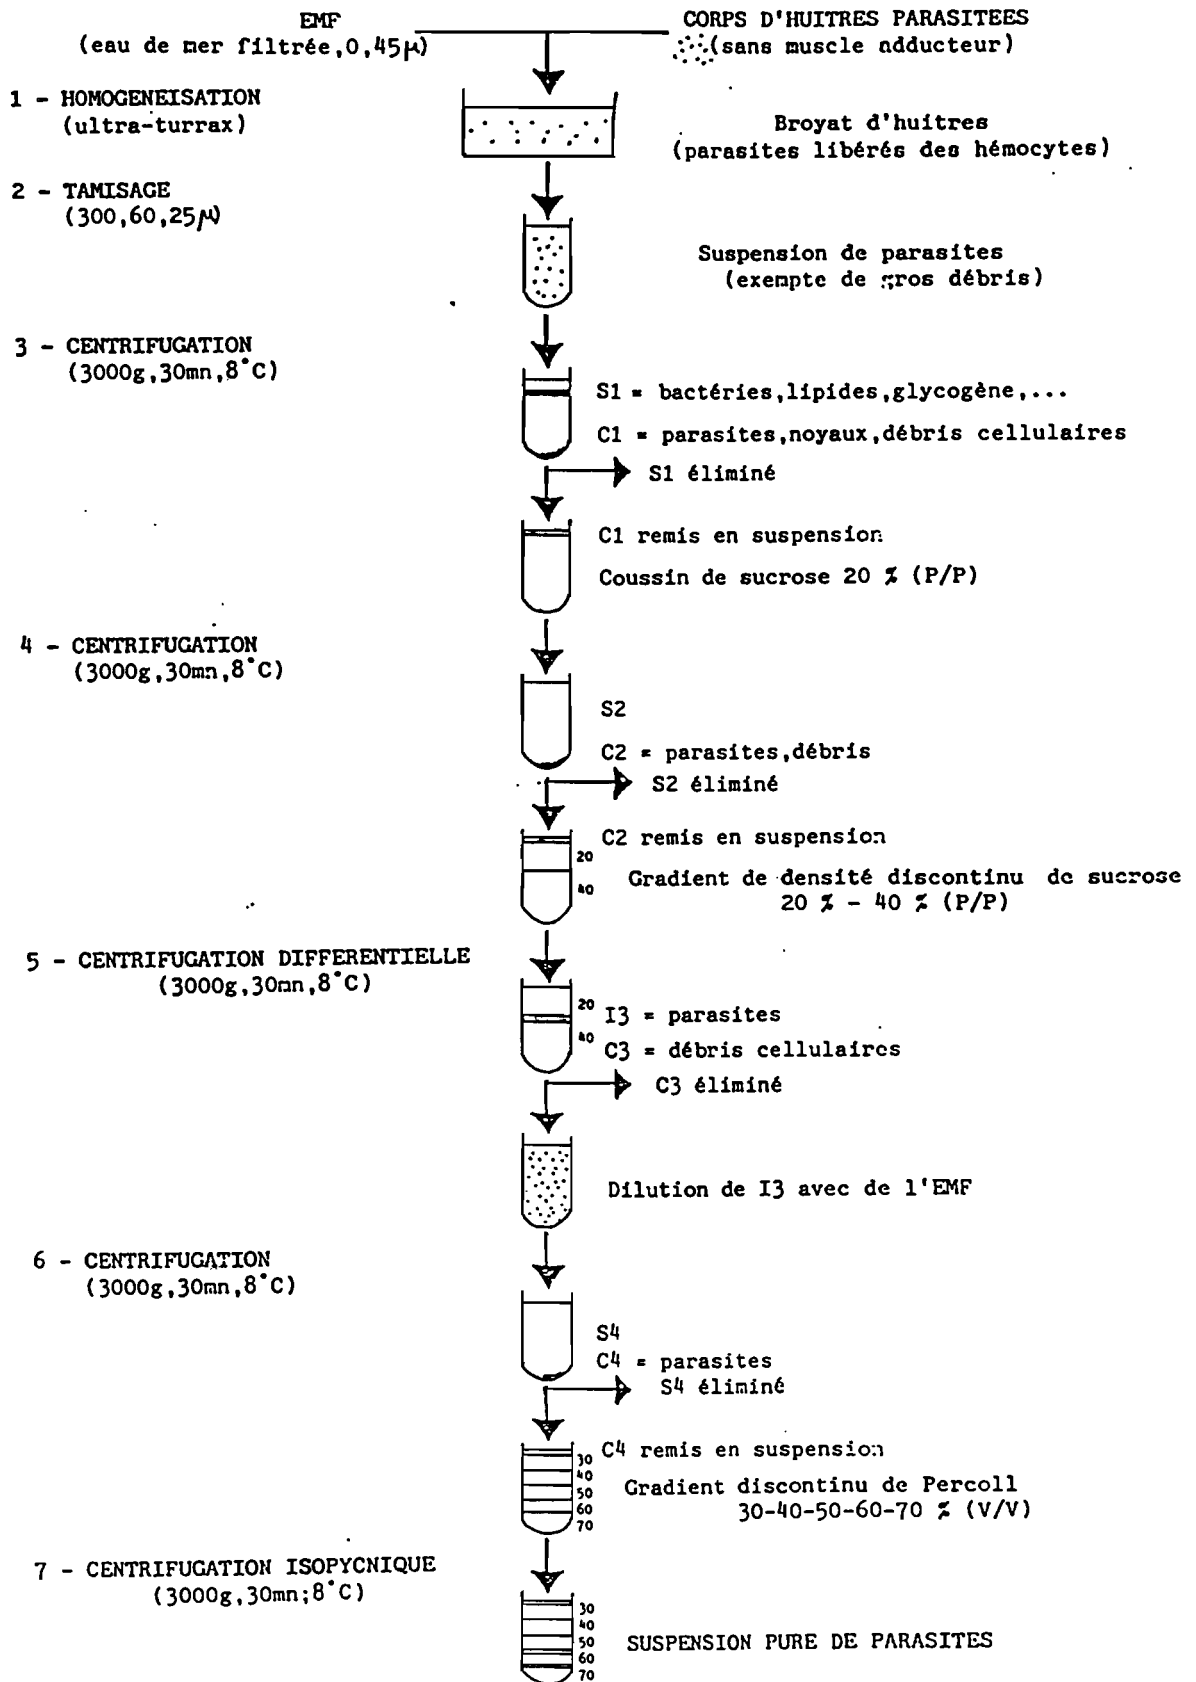 EMF
(eau de mer filtrée,0,45µ)
CORPS D'HUITRES PARASITEES
(sans muscle adducteur)
1 - HOMOGENEISATION
(ultra-turrax)
Broyat d'huitres
(parasites libérés des hémocytes)
2 - TAMISAGE
(300,60,25µ)
Suspension de parasites
(exempte de gros débris)
3 - CENTRIFUGATION
(3000g,30mn,8°C)
S1 = bactéries,lipides,glycogène,...
C1 = parasites,noyaux,débris cellulaires
S1 éliminé
C1 remis en suspension
Coussin de sucrose 20 % (P/P)
4 - CENTRIFUGATION
(3000g,30mn,8°C)
S2
C2 = parasites,débris
S2 éliminé
C2 remis en suspension
20
40
Gradient de densité discontinu de sucrose
20 % - 40 % (P/P)
5 - CENTRIFUGATION DIFFERENTIELLE
(3000g,30mn,8°C)
20
40
I3 = parasites
C3 = débris cellulaires
C3 éliminé
Dilution de I3 avec de l'EMF
6 - CENTRIFUGATION
(3000g,30mn,8°C)
S4
C4 = parasites
S4 éliminé
C4 remis en suspension
30
40
50
60
70
Gradient discontinu de Percoll
30-40-50-60-70 % (V/V)
7 - CENTRIFUGATION ISOPYCNIQUE
(3000g,30mn;8°C)
30
40
50
60
70
SUSPENSION PURE DE PARASITES